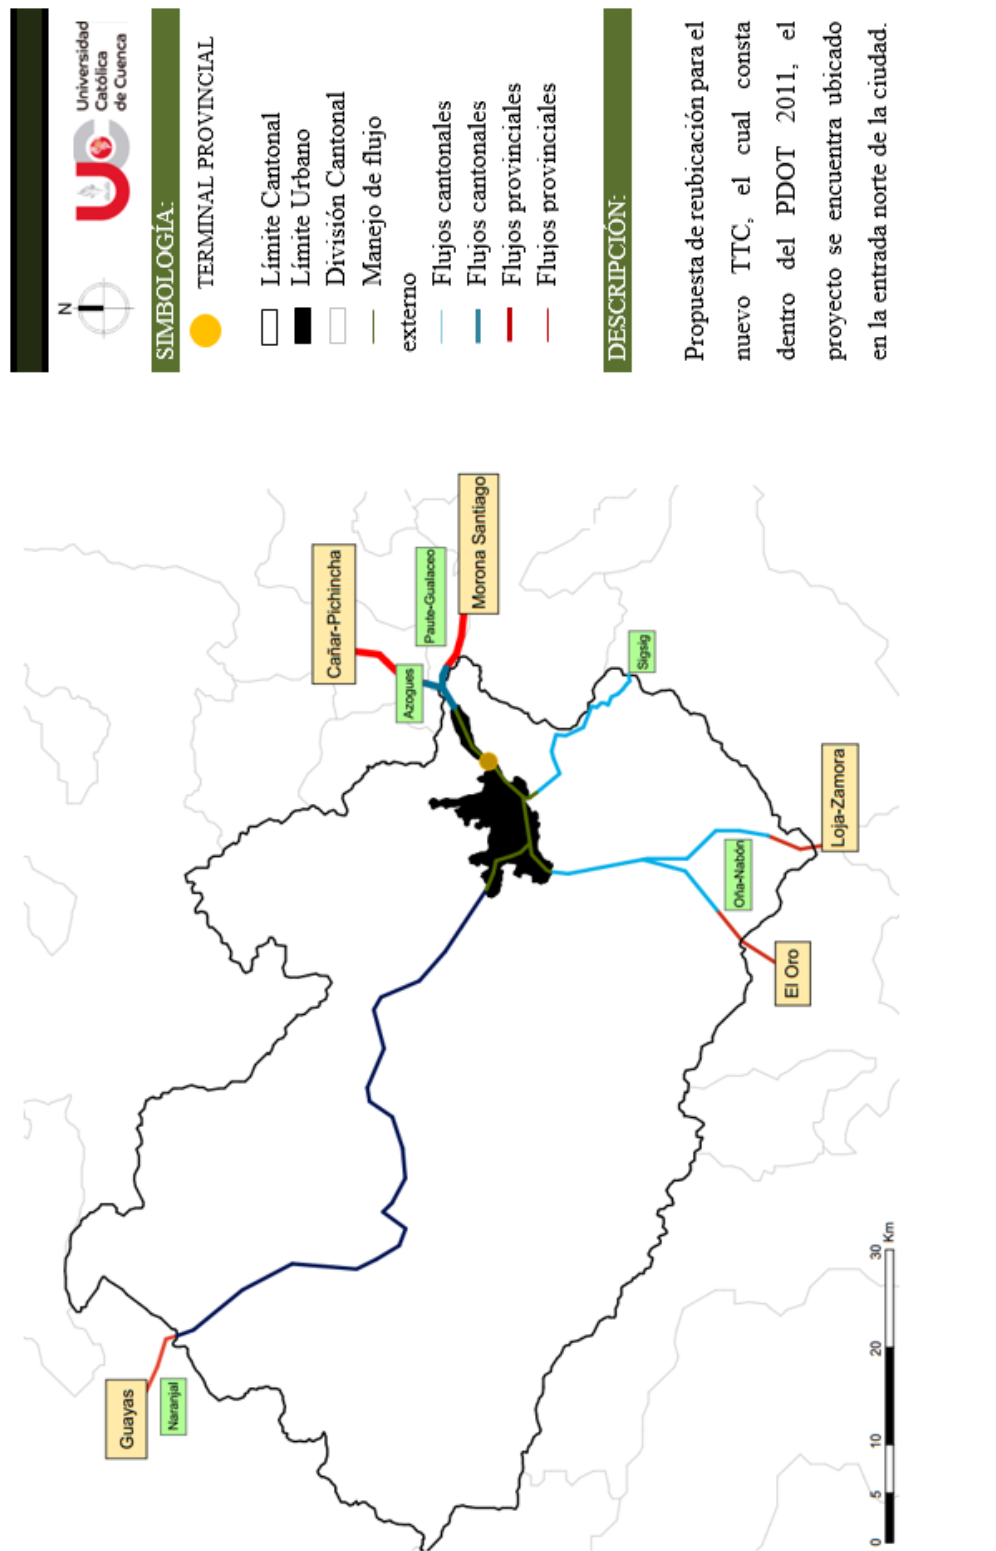 Universidad
Católica
de Cuenca
UC
N
SIMBOLOGÍA:
TERMINAL PROVINCIAL
Límite Cantonal
Límite Urbano
División Cantonal
Manejo de flujo
externo
Flujos cantonales
Flujos cantonales
Flujos provinciales
Flujos provinciales
DESCRIPCIÓN:
Propuesta de reubicación para el
nuevo TTC, el cual consta
dentro del PDOT 2011, el
proyecto se encuentra ubicado
en la entrada norte de la ciudad.
Guayas
Naranjal
Cañar-Pichincha
Azogues
Paute-Gualaceo
Morona Santiago
Sigsig
Oña-Nabón
El Oro
Loja-Zamora
0 5 10 20 30
Km